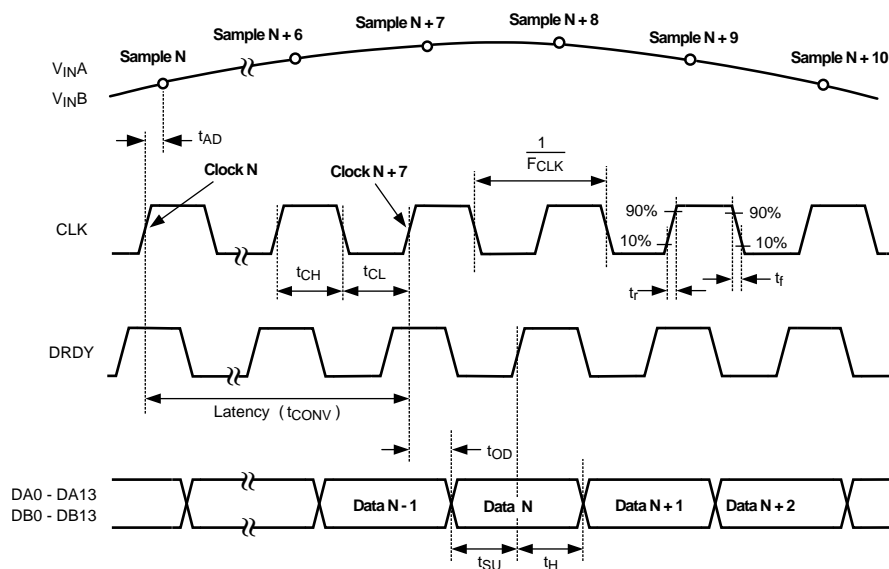 Sample N
Sample N + 6
Sample N + 7
Sample N + 8
Sample N + 9
Sample N + 10
VINA
VINB
tAD
Clock N
Clock N + 7
1
FCLK
CLK
90%
90%
10%
10%
tCH
tCL
tr
tf
DRDY
Latency ( tCONV )
tOD
DA0 - DA13
DB0 - DB13
Data N - 1
Data N
Data N + 1
Data N + 2
tSU
tH